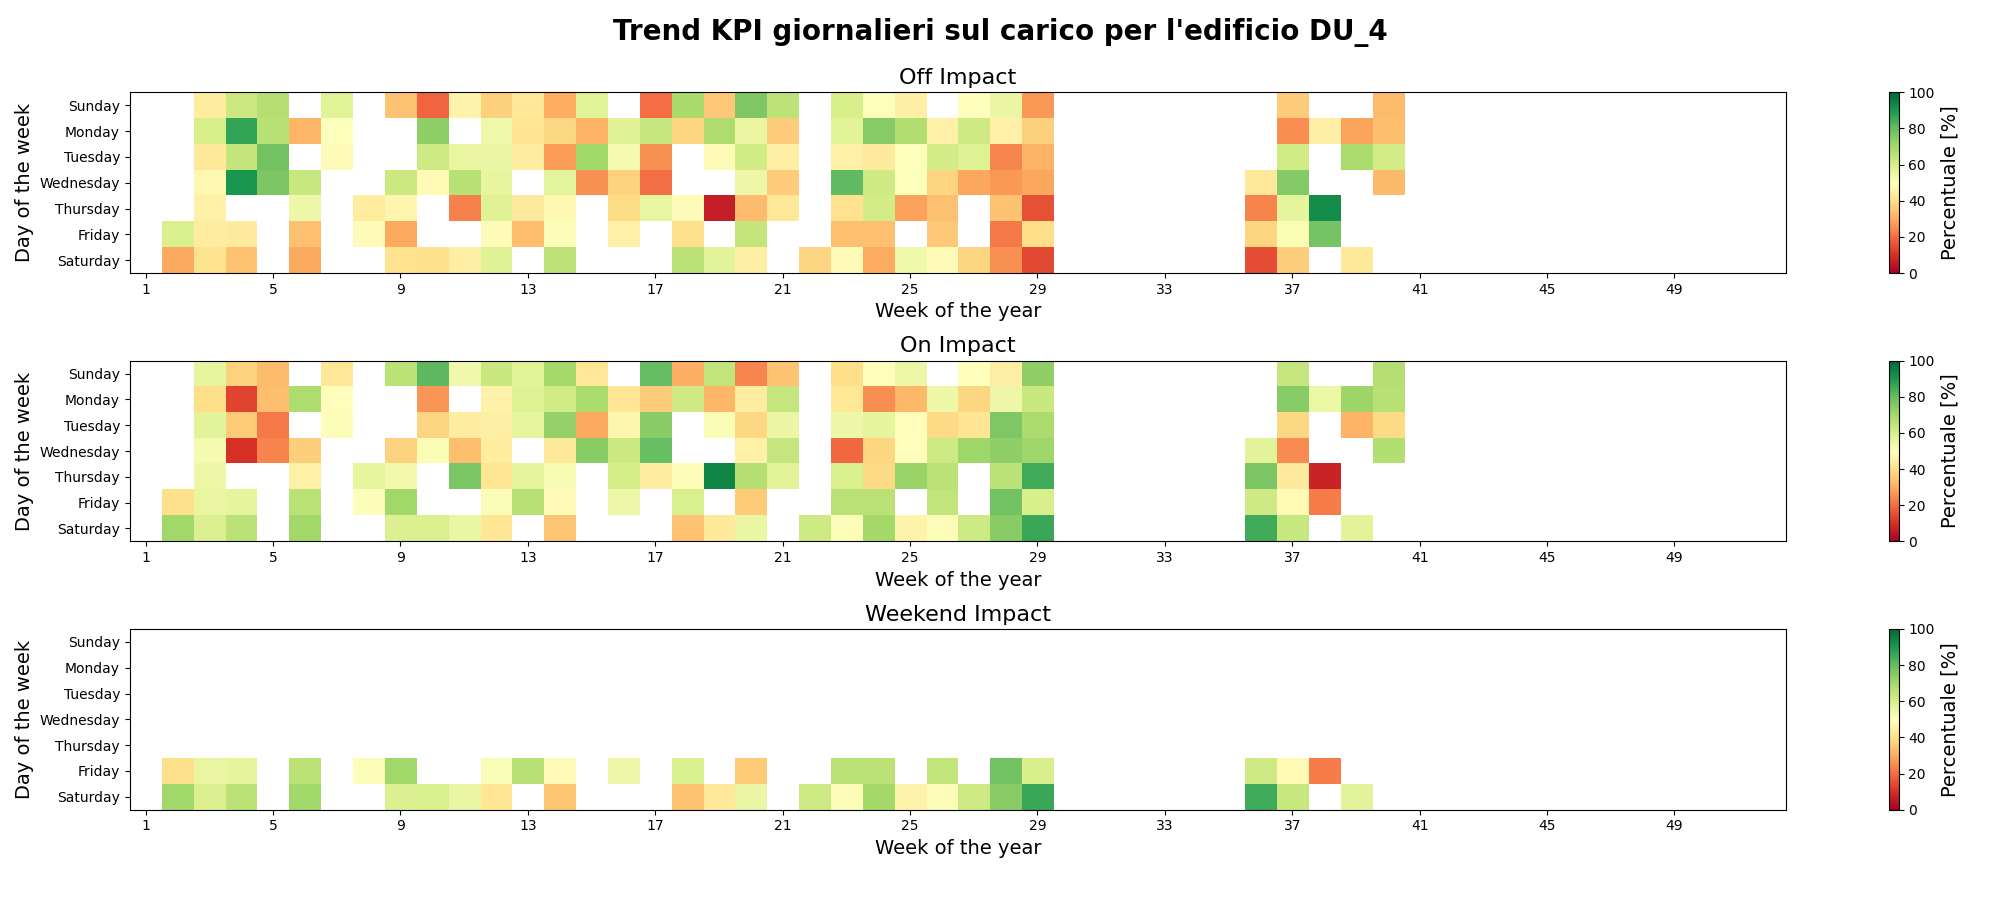 Trend KPI giornalieri sul carico per l'edificio DU_4
Off Impact
Day of the week
Sunday
Monday
Tuesday
Wednesday
Thursday
Friday
Saturday
1 5 9 13 17 21 25 29 33 37 41 45 49
Week of the year
100
80
60
40
20
0
Percentuale [%]
On Impact
Day of the week
Sunday
Monday
Tuesday
Wednesday
Thursday
Friday
Saturday
1 5 9 13 17 21 25 29 33 37 41 45 49
Week of the year
100
80
60
40
20
0
Percentuale [%]
Weekend Impact
Day of the week
Sunday
Monday
Tuesday
Wednesday
Thursday
Friday
Saturday
1 5 9 13 17 21 25 29 33 37 41 45 49
Week of the year
100
80
60
40
20
0
Percentuale [%]